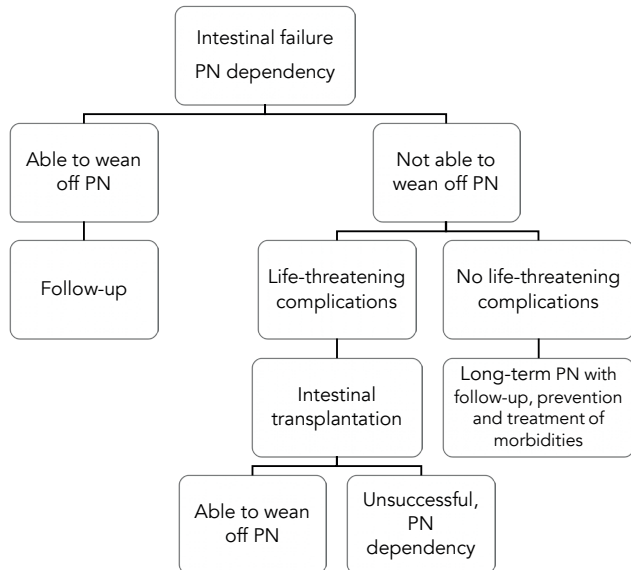 Intestinal failure
PN dependency
Able to wean
off PN
Not able to
wean off PN
Follow-up
Life-threatening
complications
No life-threatening
complications
Intestinal
transplantation
Long-term PN with
follow-up, prevention
and treatment of
morbidities
Able to wean
off PN
Unsuccessful,
PN
dependency